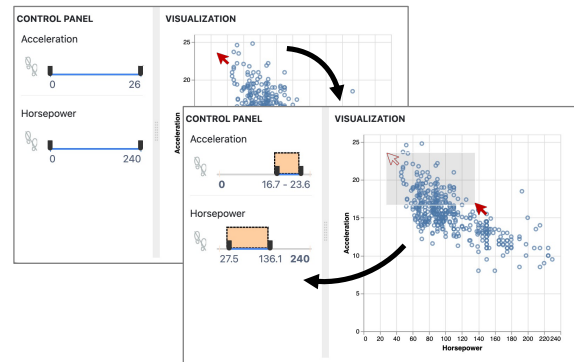 CONTROL PANEL
VISUALIZATION
Acceleration
0 26
Horsepower
0 240
25
20
Acceleration
CONTROL PANEL
VISUALIZATION
Acceleration
0 16.7 - 23.6
Horsepower
27.5 136.1 240
25
20
15
10
5
0
Acceleration
0 20 40 60 80 100 120 140 160 180 200 220 240
Horsepower